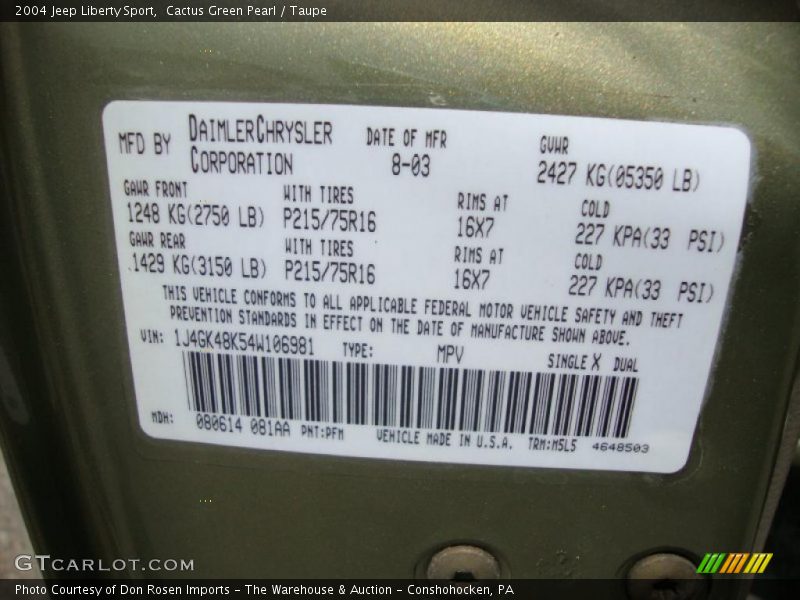 2004 Jeep Liberty Sport,  Cactus Green Pearl / Taupe
MFD BY DAIMLERCHRYSLER CORPORATION DATE OF MFR 8-03 GVWR 2427 KG(05350 LB)
GAWR FRONT WITH TIRES RIMS AT COLD
1248 KG(2750 LB) P215/75R16 16X7 227 KPA(33 PSI)
GAWR REAR WITH TIRES RIMS AT COLD
1429 KG(3150 LB) P215/75R16 16X7 227 KPA(33 PSI)
THIS VEHICLE CONFORMS TO ALL APPLICABLE FEDERAL MOTOR VEHICLE SAFETY AND THEFT
PREVENTION STANDARDS IN EFFECT ON THE DATE OF MANUFACTURE SHOWN ABOVE.
VIN: 1J4GK48K54W106981 TYPE: MPV SINGLE X DUAL
MDH: 080614 081AA PNT:PFM VEHICLE MADE IN U.S.A. TRM:M5L5 4648503
GTCARLOT.COM
Photo Courtesy of Don Rosen Imports - The Warehouse & Auction - Conshohocken, PA